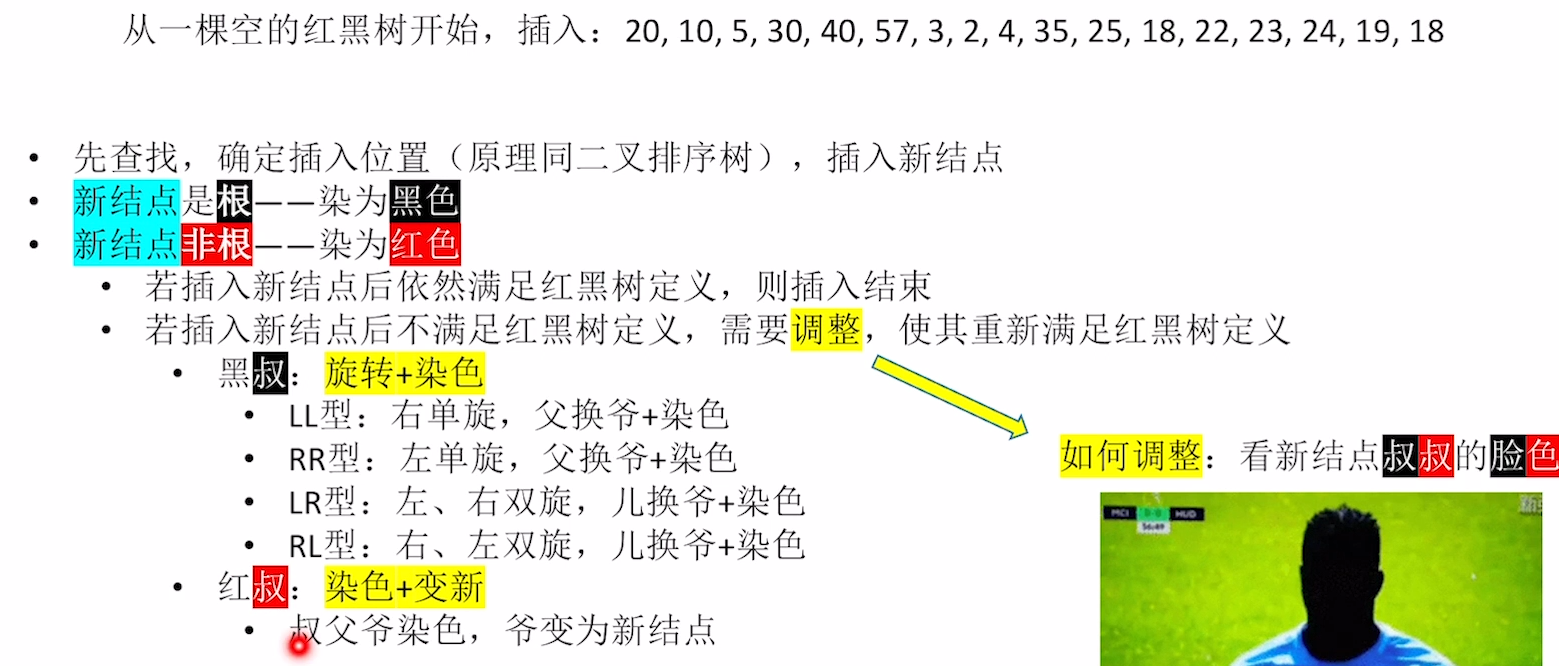 从一棵空的红黑树开始，插入：20, 10, 5, 30, 40, 57, 3, 2, 4, 35, 25, 18, 22, 23, 24, 19, 18
• 先查找，确定插入位置（原理同二叉排序树），插入新结点
• 新结点是根——染为黑色
• 新结点非根——染为红色
• 若插入新结点后依然满足红黑树定义，则插入结束
• 若插入新结点后不满足红黑树定义，需要调整，使其重新满足红黑树定义
• 黑叔：旋转+染色
• LL型：右单旋，父换爷+染色
• RR型：左单旋，父换爷+染色
• LR型：左、右双旋，儿换爷+染色
• RL型：右、左双旋，儿换爷+染色
• 红叔：染色+变新
• 叔父爷染色，爷变为新结点
如何调整：看新结点叔叔的脸色
MCI 0-0 HUD
56:49